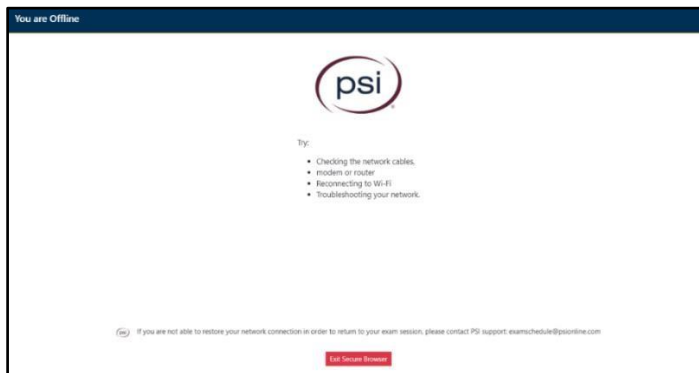 You are Offline
psi
Try:
Checking the network cables,
modem or router
Reconnecting to Wi-Fi
Troubleshooting your network.
psi If you are not able to restore your network connection in order to return to your exam session, please contact PSI support: examschedule@psionline.com
Exit Secure Browser